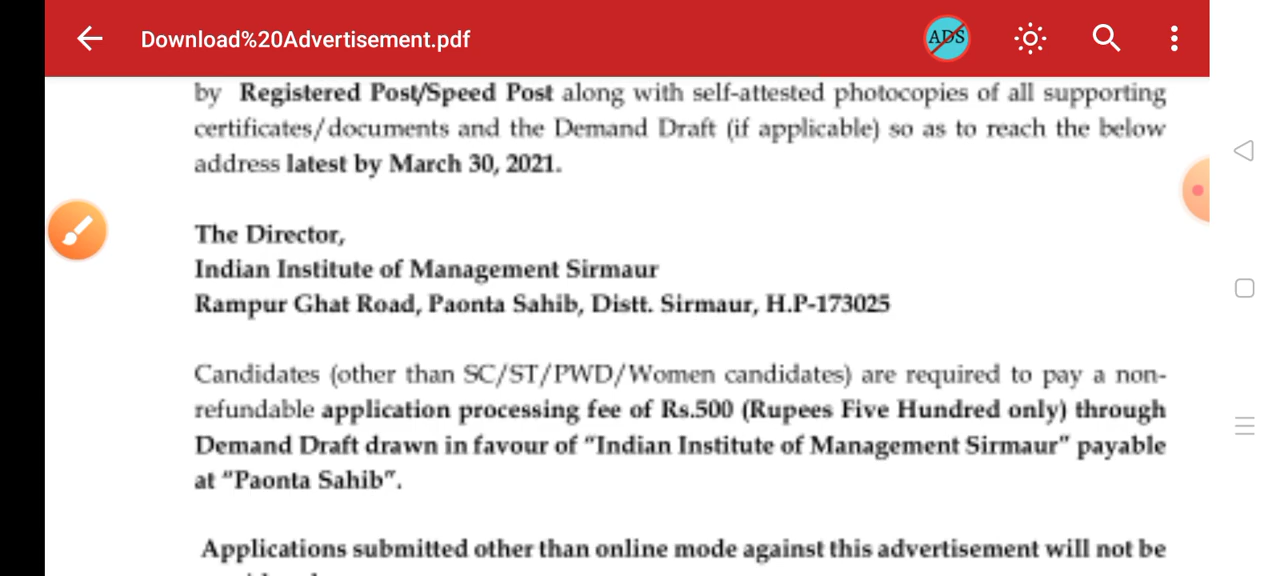 Download%20Advertisement.pdf
ADS
by Registered Post/Speed Post along with self-attested photocopies of all supporting
certificates/documents and the Demand Draft (if applicable) so as to reach the below
address latest by March 30, 2021.
The Director,
Indian Institute of Management Sirmaur
Rampur Ghat Road, Paonta Sahib, Distt. Sirmaur, H.P-173025
Candidates (other than SC/ST/PWD/Women candidates) are required to pay a non-
refundable application processing fee of Rs.500 (Rupees Five Hundred only) through
Demand Draft drawn in favour of “Indian Institute of Management Sirmaur” payable
at “Paonta Sahib”.
Applications submitted other than online mode against this advertisement will not be